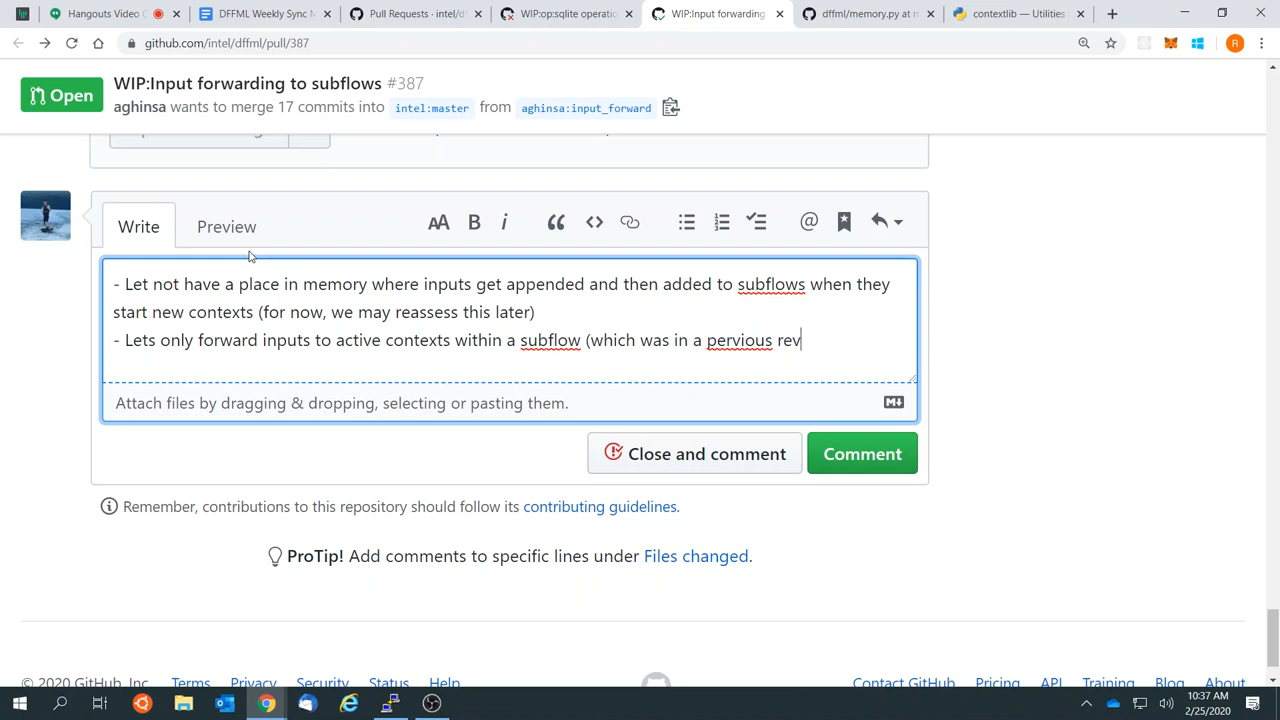 Hangouts Video C
DFFML Weekly Sync M
Pull Requests · intel/d
WIP:op:sqlite operatio
WIP:Input forwarding
dffml/memory.py at m
contextlib — Utilities
github.com/intel/dffml/pull/387
R
Open
WIP:Input forwarding to subflows #387
aghinsa wants to merge 17 commits into intel:master from aghinsa:input_forward
Write
Preview
AA B i
- Let not have a place in memory where inputs get appended and then added to subflows when they
start new contexts (for now, we may reassess this later)
- Lets only forward inputs to active contexts within a subflow (which was in a pervious rev
Attach files by dragging & dropping, selecting or pasting them.
Close and comment
Comment
Remember, contributions to this repository should follow its contributing guidelines.
ProTip! Add comments to specific lines under Files changed.
© 2020 GitHub, Inc. Terms Privacy Security Status Help
Contact GitHub Pricing API Training Blog About
10:37 AM
2/25/2020